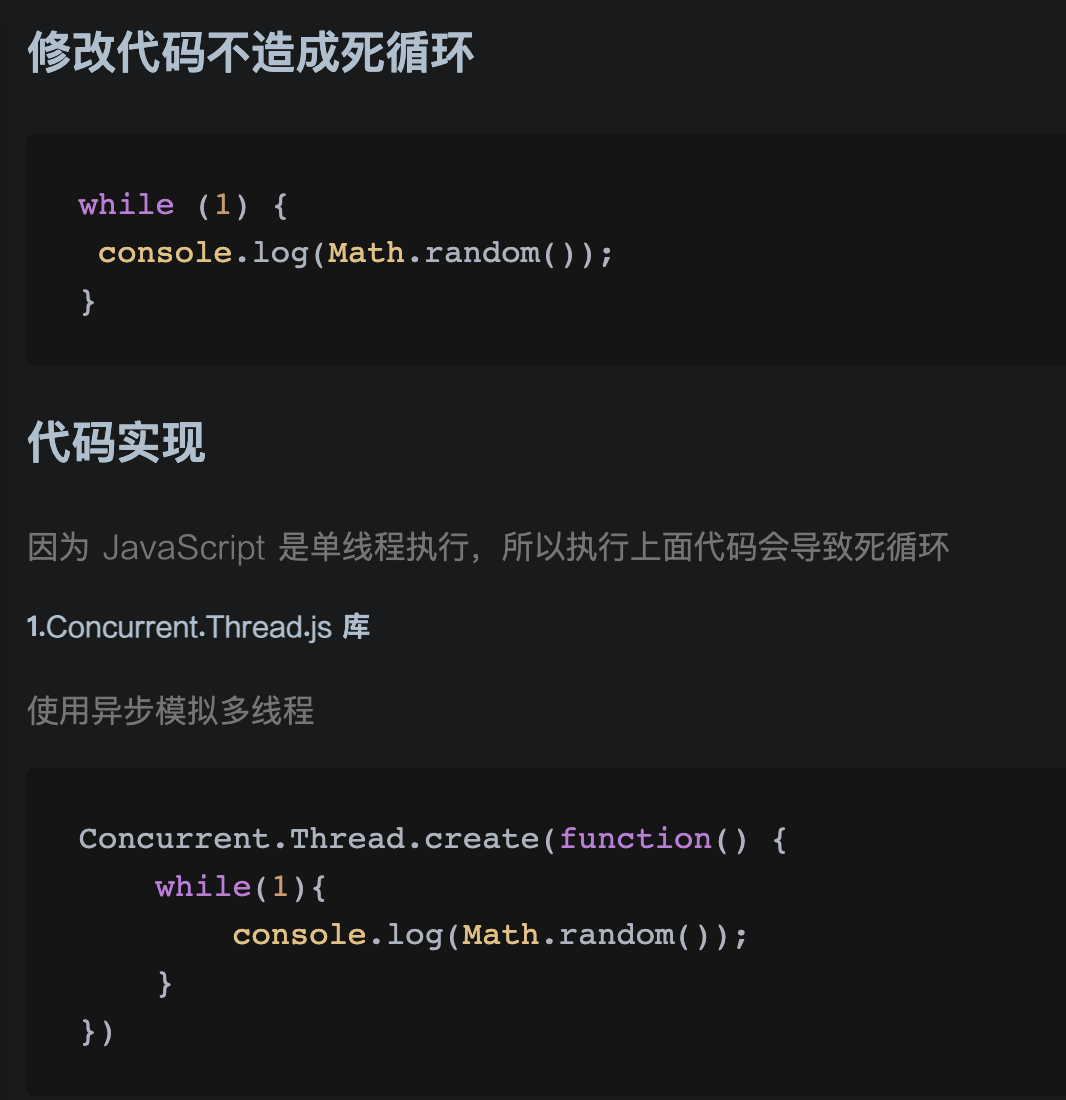 修改代码不造成死循环
while (1) {
 console.log(Math.random());
}
代码实现
因为 JavaScript 是单线程执行，所以执行上面代码会导致死循环
1.Concurrent.Thread.js 库
使用异步模拟多线程
Concurrent.Thread.create(function() {
    while(1){
        console.log(Math.random());
    }
})